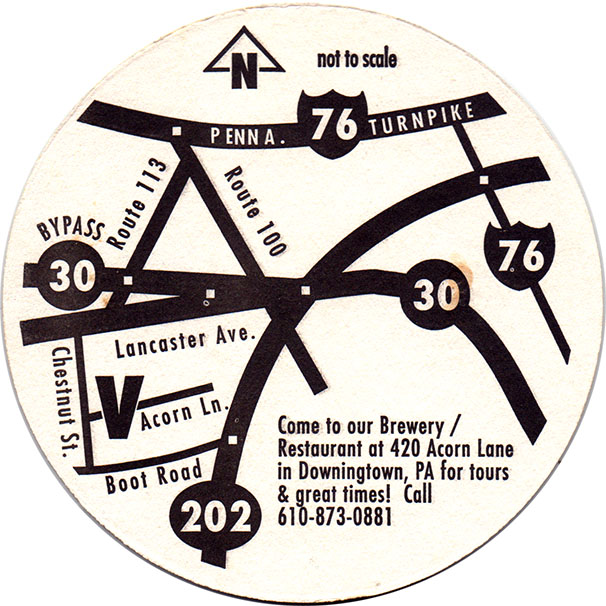 N
not to scale
PENNA. 76 TURNPIKE
Route 113
Route 100
BYPASS
30
76
30
Lancaster Ave.
Chestnut St.
V
Acorn Ln.
Boot Road
202
Come to our Brewery /
Restaurant at 420 Acorn Lane
in Downingtown, PA for tours
& great times! Call
610-873-0881